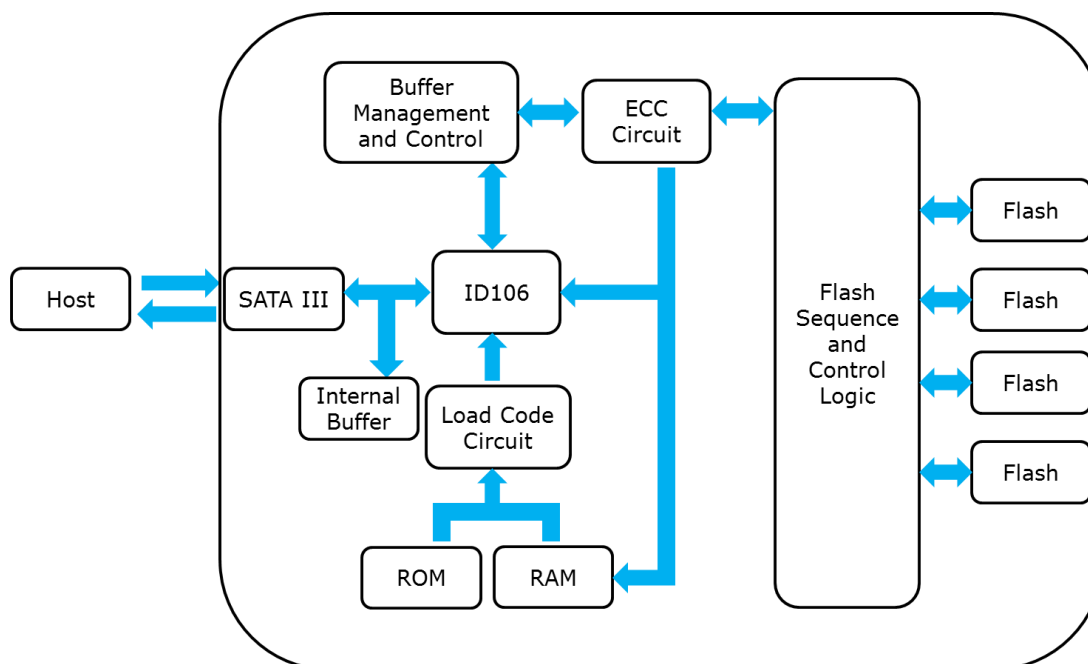 Buffer
Management
and Control
ECC
Circuit
Flash
Host
SATA III
ID106
Flash
Sequence
and
Control
Logic
Flash
Flash
Internal
Buffer
Load Code
Circuit
Flash
ROM
RAM